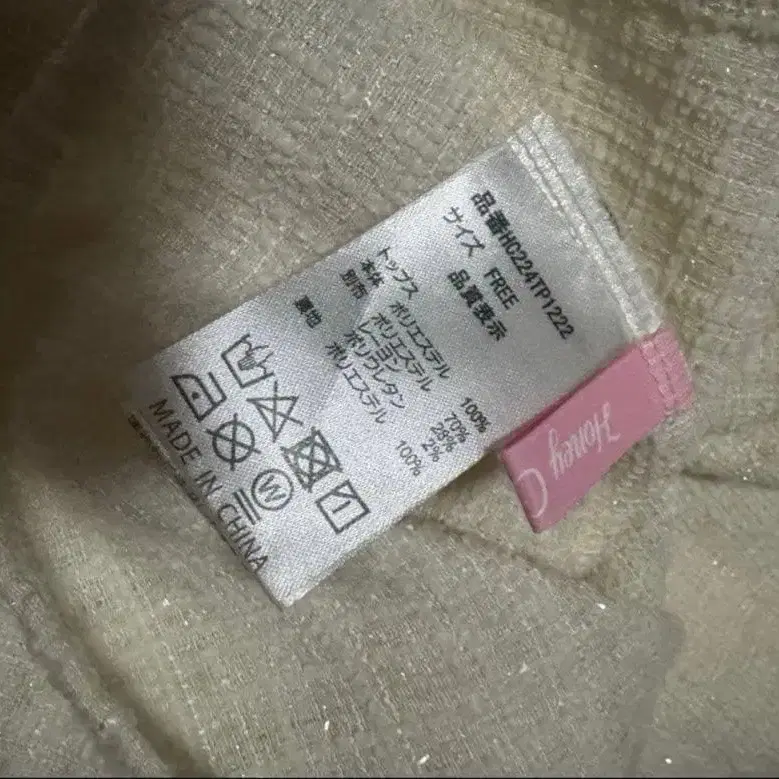 品番HC224TP1222
サイズ FREE
品質表示
トップス
本体 ポリエステル 100%
別布 ポリエステル 70%
レーヨン 28%
ポリウレタン 2%
裏地 ポリエステル 100%
W
MADE IN CHINA
Honey C